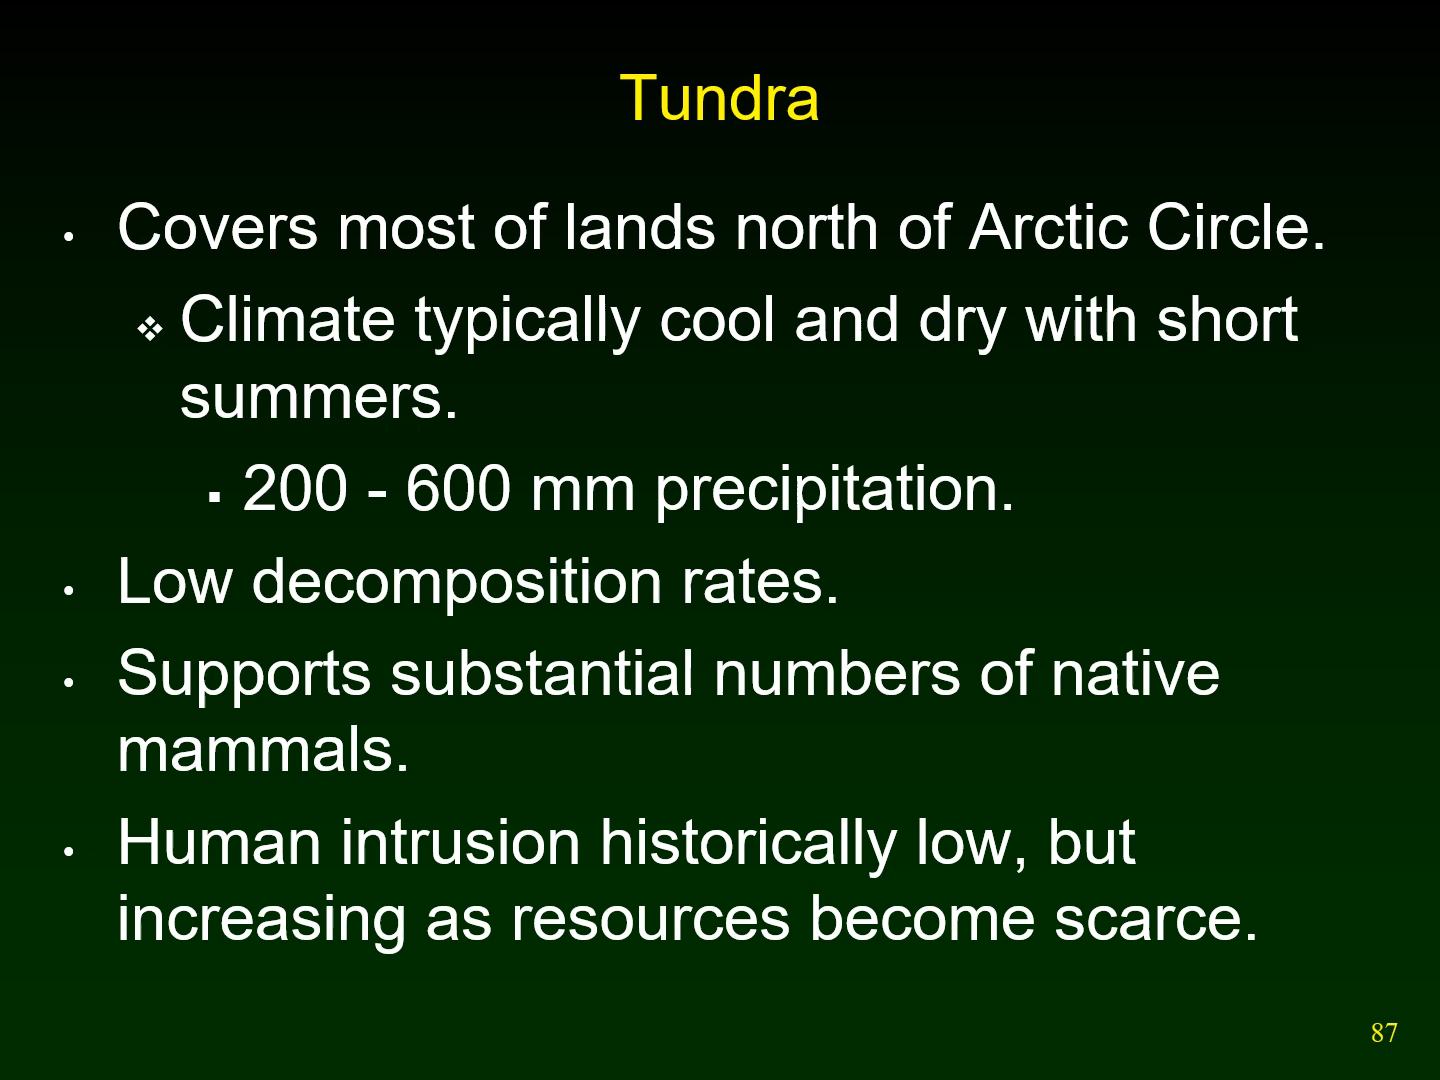 Tundra
• Covers most of lands north of Arctic Circle.
❖ Climate typically cool and dry with short
summers.
▪ 200 - 600 mm precipitation.
• Low decomposition rates.
• Supports substantial numbers of native
mammals.
• Human intrusion historically low, but
increasing as resources become scarce.
87